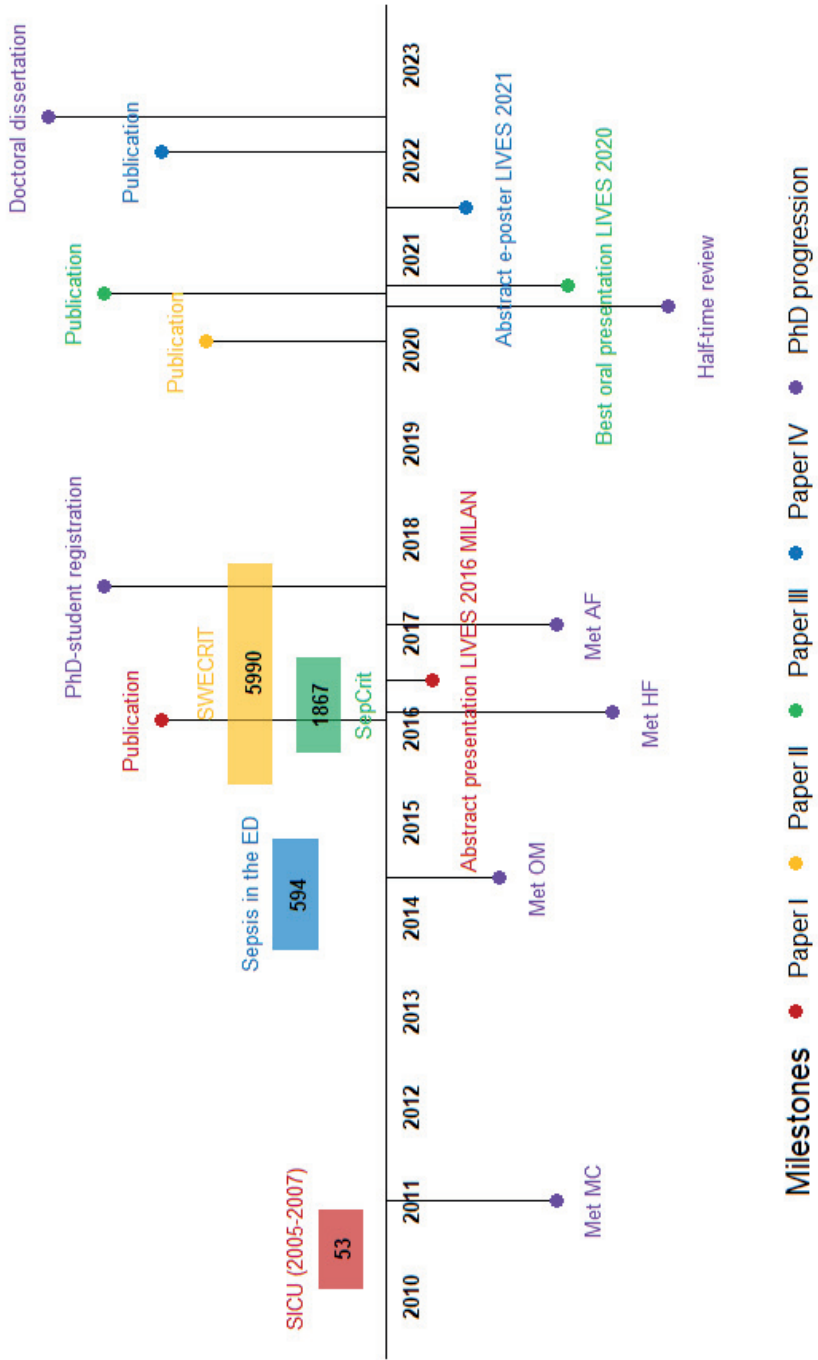 Doctoral dissertation
Publication
Publication
Publication
PhD-student registration
Publication
SWECRIT
5990
1867
SepCrit
Sepsis in the ED
594
SICU (2005-2007)
53
2010
2011
2012
2013
2014
2015
2016
2017
2018
2019
2020
2021
2022
2023
Abstract presentation LIVES 2016 MILAN
Abstract e-poster LIVES 2021
Best oral presentation LIVES 2020
Met MC
Met OM
Met HF
Met AF
Half-time review
Milestones Paper I Paper II Paper III Paper IV PhD progression